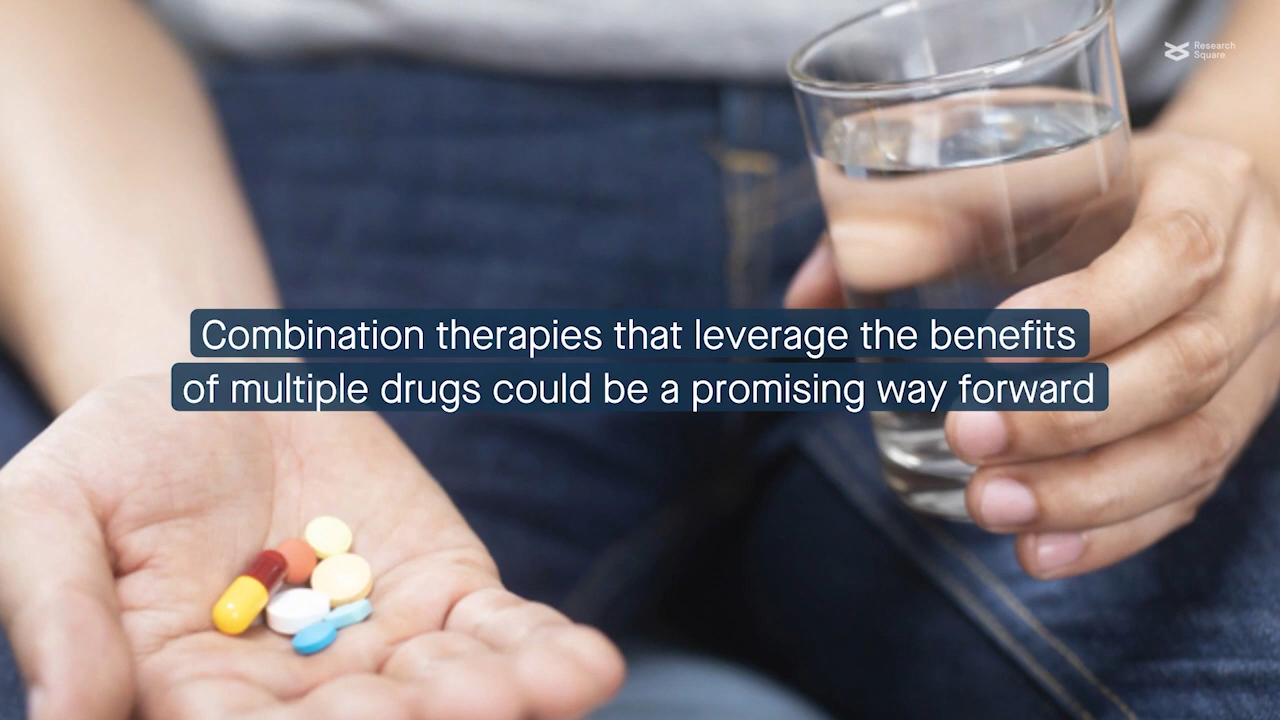 Research
Square
Combination therapies that leverage the benefits
of multiple drugs could be a promising way forward